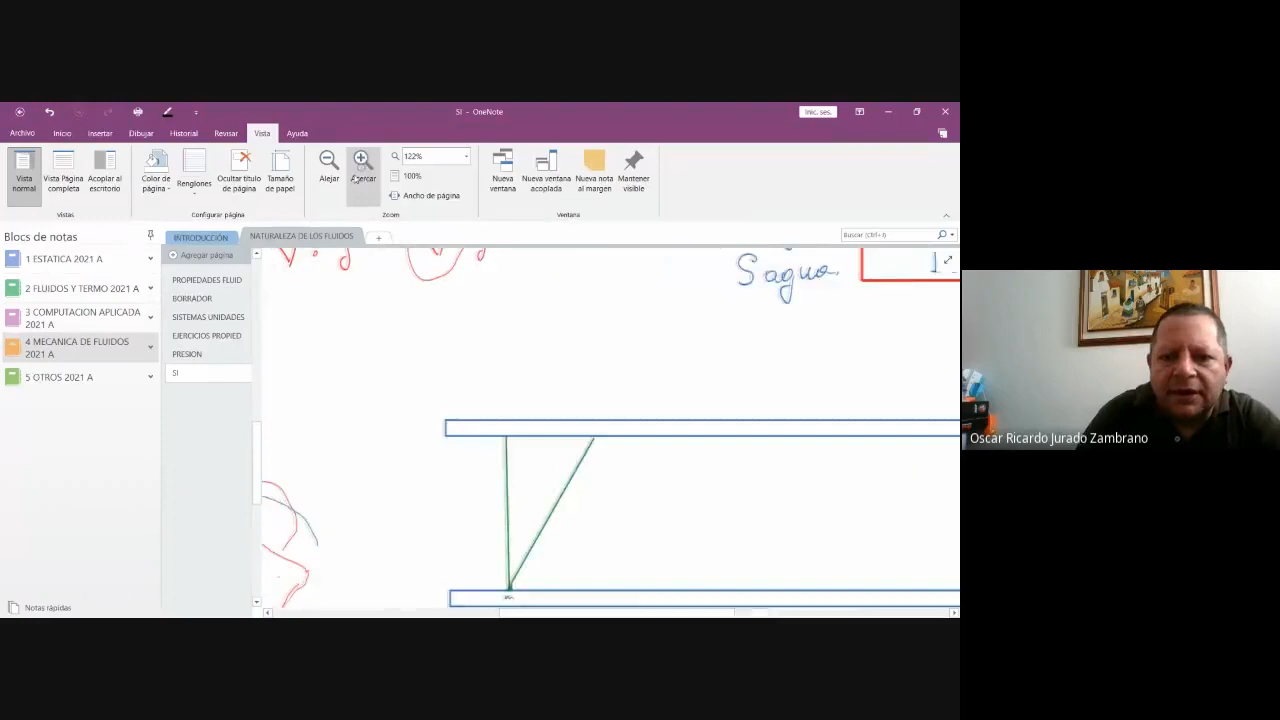 SI - OneNote
Inic. ses.
Archivo Inicio Insertar Dibujar Historial Revisar Vista Ayuda
Vista normal
Vista Página completa
Acoplar al escritorio
Color de página
Renglones
Ocultar título de página
Tamaño de papel
Alejar
Acercar
122%
100%
Ancho de página
Nueva ventana
Nueva ventana acoplada
Nueva nota al margen
Mantener visible
Vistas
Configurar página
Zoom
Ventana
Blocs de notas
INTRODUCCIÓN
NATURALEZA DE LOS FLUIDOS
+
Buscar (Ctrl+I)
1 ESTATICA 2021 A
2 FLUIDOS Y TERMO 2021 A
3 COMPUTACION APLICADA
2021 A
4 MECANICA DE FLUIDOS
2021 A
5 OTROS 2021 A
Notas rápidas
Agregar página
PROPIEDADES FLUID
BORRADOR
SISTEMAS UNIDADES
EJERCICIOS PROPIED
PRESION
SI
S agua.
Oscar Ricardo Jurado Zambrano